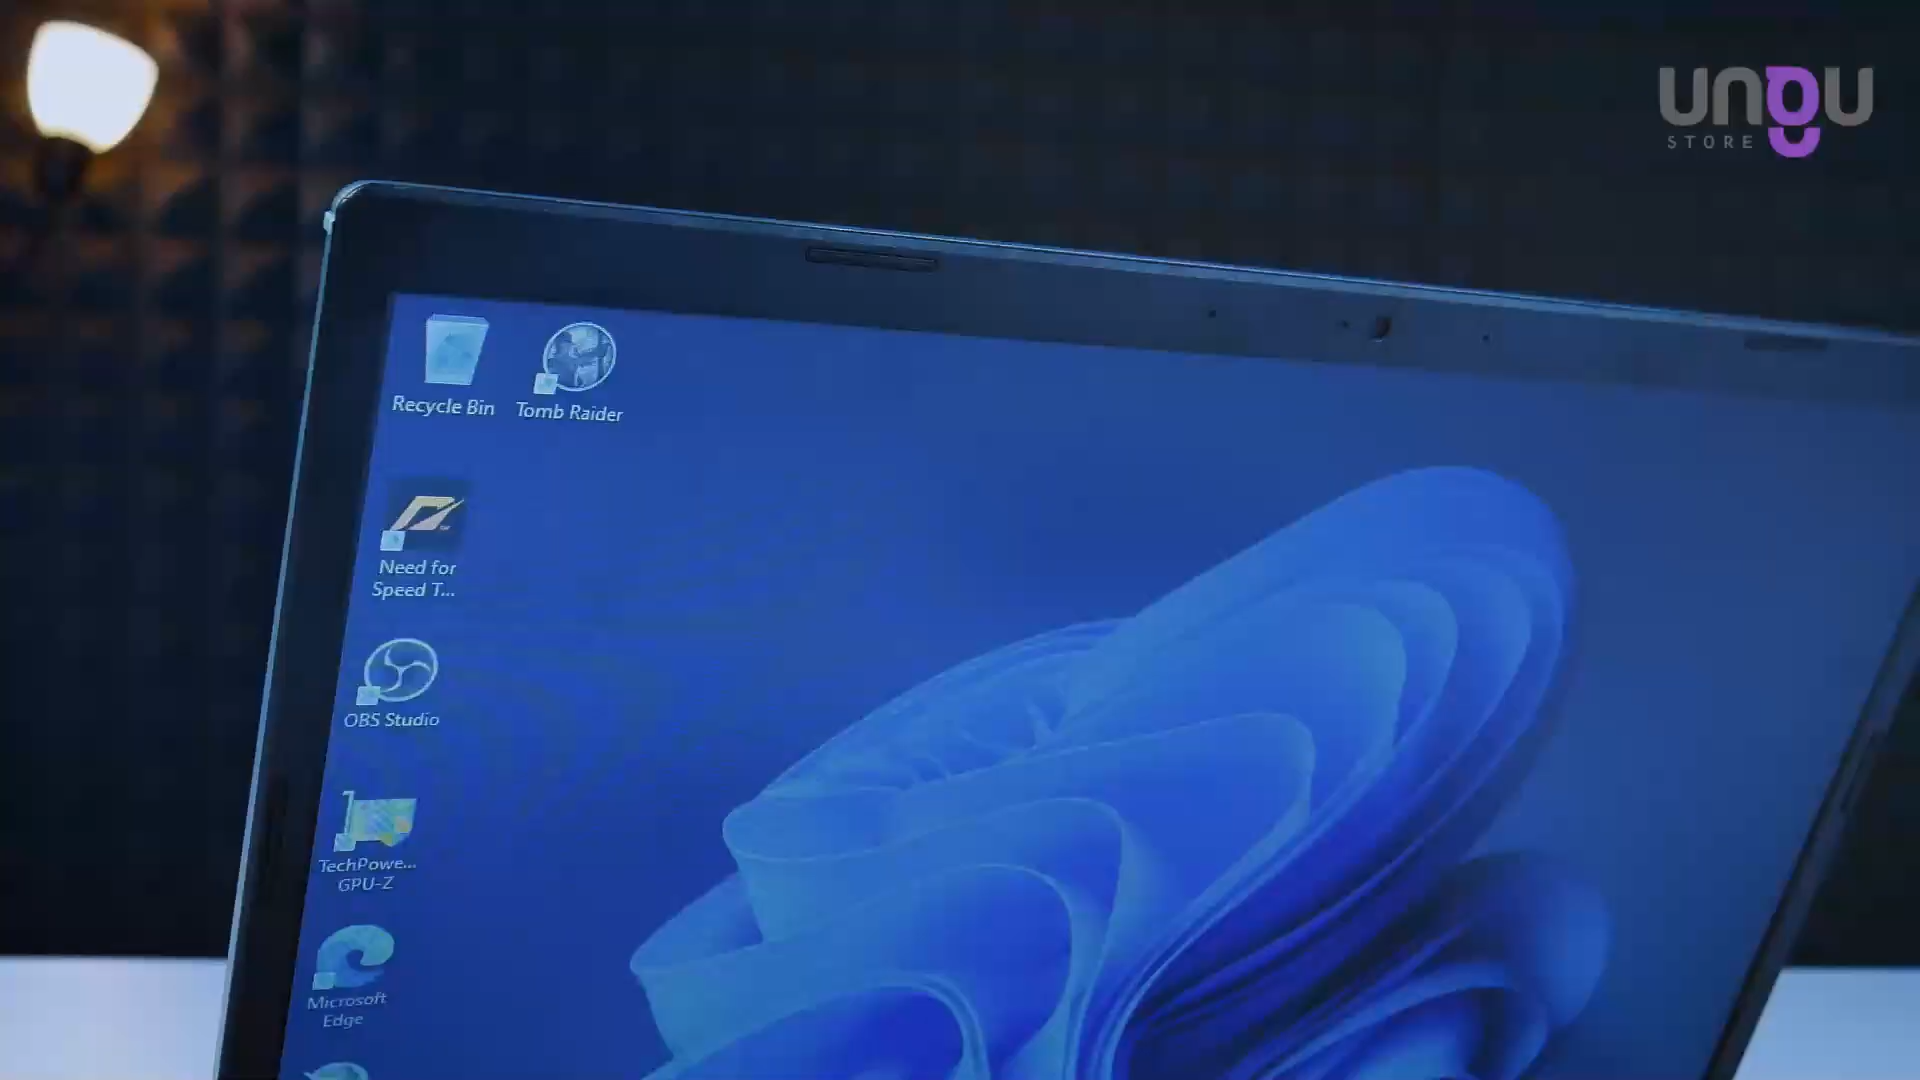 ungu
STORE
Recycle Bin
Tomb Raider
Need for
Speed T...
OBS Studio
TechPowe...
GPU-Z
Microsoft
Edge